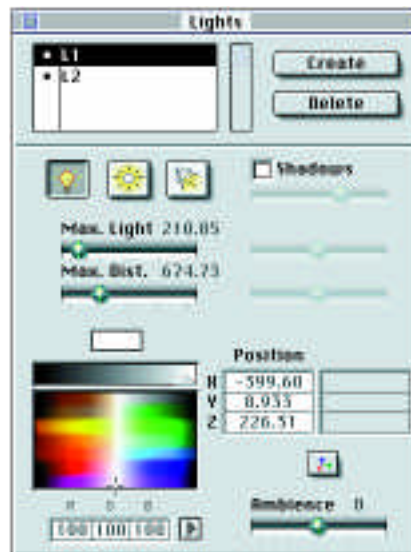 Lights
L1
L2
Create
Delete
Shadows
Max. Light 210.85
Max. Dist. 674.73
Position
X -399.60
Y 8.933
Z 226.31
R G B
100 100 100
Ambience 0